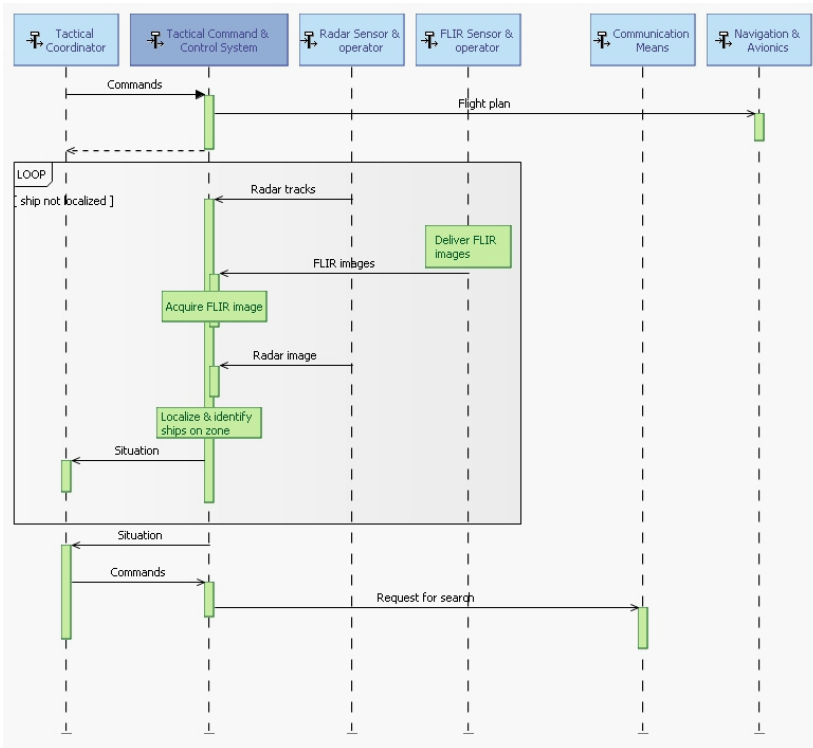 Tactical
Coordinator
Tactical Command &
Control System
Radar Sensor &
operator
FLIR Sensor &
operator
Communication
Means
Navigation &
Avionics
Commands
Flight plan
LOOP
[ ship not localized ]
Radar tracks
Deliver FLIR
images
FLIR images
Acquire FLIR image
Radar image
Localize & identify
ships on zone
Situation
Situation
Commands
Request for search